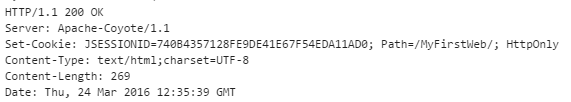 HTTP/1.1 200 OK
Server: Apache-Coyote/1.1
Set-Cookie: JSESSIONID=740B4357128FE9DE41E67F54EDA11AD0; Path=/MyFirstWeb/; HttpOnly
Content-Type: text/html;charset=UTF-8
Content-Length: 269
Date: Thu, 24 Mar 2016 12:35:39 GMT